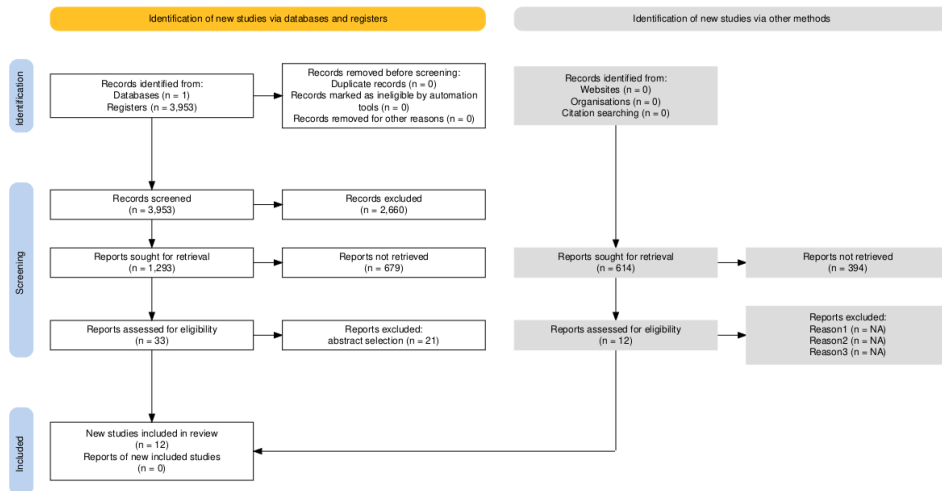 Identification of new studies via databases and registers
Identification of new studies via other methods
Identification
Records identified from:
Databases (n = 1)
Registers (n = 3,953)
Records removed before screening:
Duplicate records (n = 0)
Records marked as ineligible by automation
tools (n = 0)
Records removed for other reasons (n = 0)
Records identified from:
Websites (n = 0)
Organisations (n = 0)
Citation searching (n = 0)
Screening
Records screened
(n = 3,953)
Records excluded
(n = 2,660)
Reports sought for retrieval
(n = 1,293)
Reports not retrieved
(n = 679)
Reports sought for retrieval
(n = 614)
Reports not retrieved
(n = 394)
Reports assessed for eligibility
(n = 33)
Reports excluded:
abstract selection (n = 21)
Reports assessed for eligibility
(n = 12)
Reports excluded:
Reason1 (n = NA)
Reason2 (n = NA)
Reason3 (n = NA)
Included
New studies included in review
(n = 12)
Reports of new included studies
(n = 0)